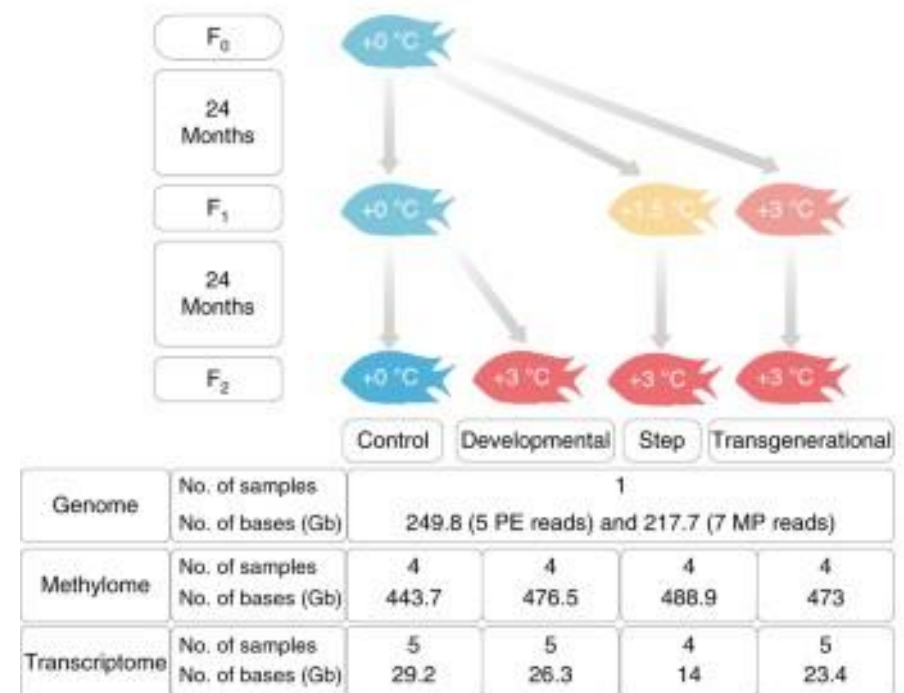 F0 +0 °C
24
Months
F1 +0 °C +1.5 °C +3 °C
24
Months
F2 +0 °C +3 °C +3 °C +3 °C
Control Developmental Step Transgenerational
Genome No. of samples 1
No. of bases (Gb) 249.8 (5 PE reads) and 217.7 (7 MP reads)
Methylome No. of samples 4 4 4 4
No. of bases (Gb) 443.7 476.5 488.9 473
Transcriptome No. of samples 5 5 4 5
No. of bases (Gb) 29.2 26.3 14 23.4